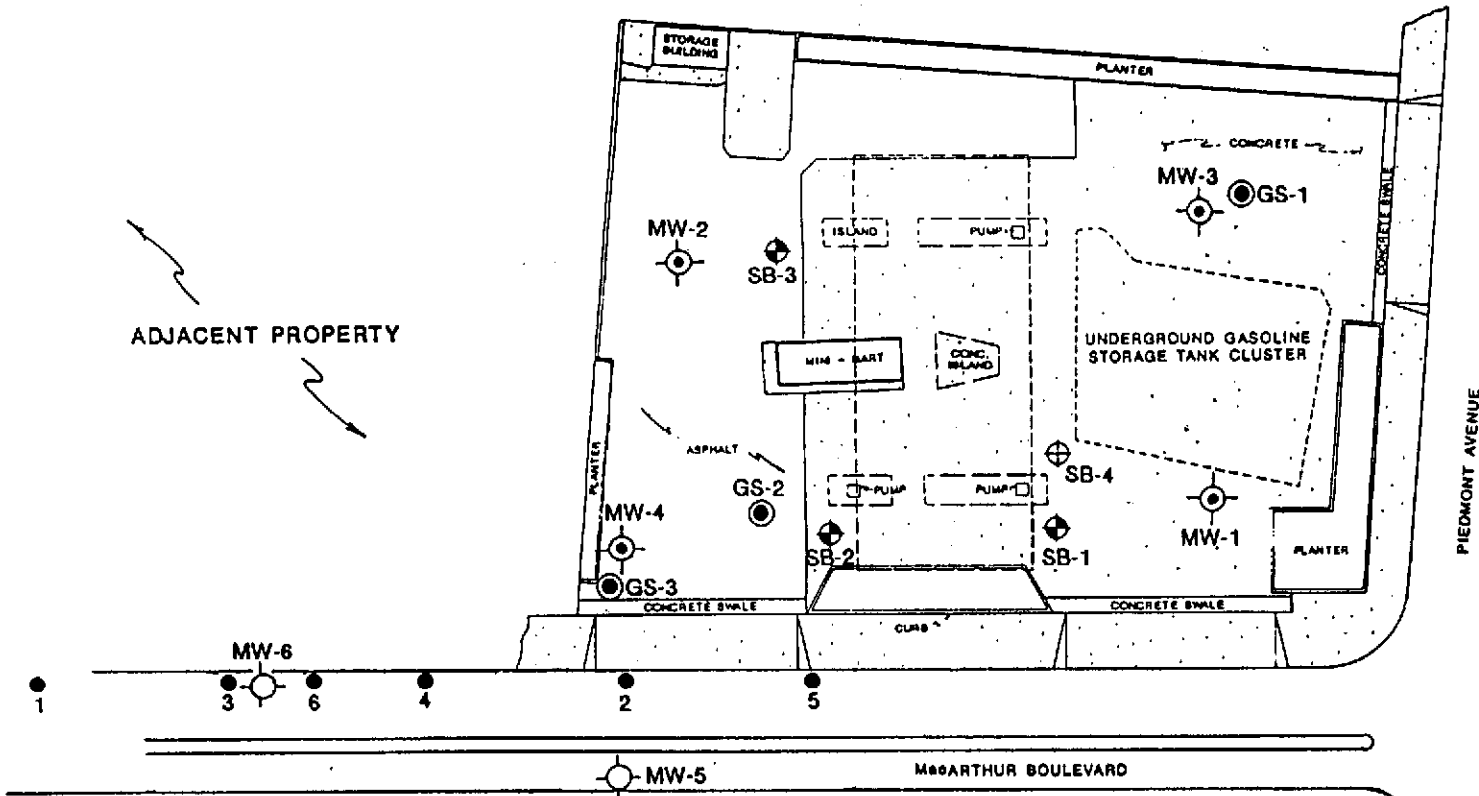 STORAGE
BUILDING
PLANTER
CONCRETE
MW-3
GS-1
CONCRETE SWALE
MW-2
SB-3
ISLAND
PUMP
ADJACENT PROPERTY
MINI - MART
CONC.
ISLAND
UNDERGROUND GASOLINE
STORAGE TANK CLUSTER
PIEDMONT AVENUE
PLANTER
ASPHALT
GS-2
PUMP
PUMP
SB-4
MW-4
SB-2
SB-1
MW-1
PLANTER
GS-3
CONCRETE SWALE
CONCRETE SWALE
CURB
MW-6
1
3
6
4
2
5
MW-5
MacARTHUR BOULEVARD